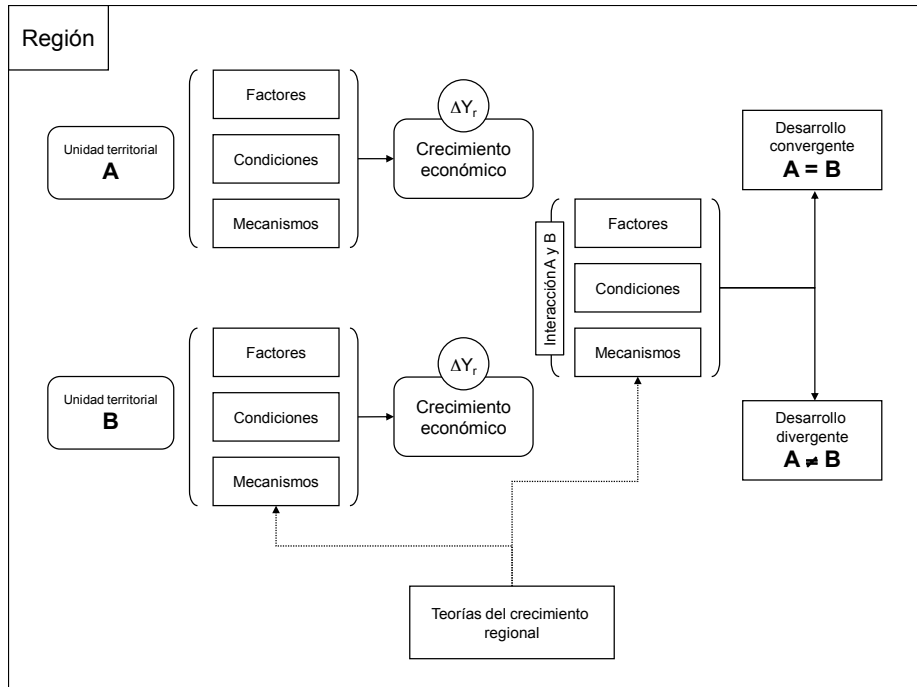 Región
Unidad territorial
A
Factores
Condiciones
Mecanismos
ΔYr
Crecimiento
económico
Unidad territorial
B
Factores
Condiciones
Mecanismos
ΔYr
Crecimiento
económico
Interacción A y B
Factores
Condiciones
Mecanismos
Desarrollo
convergente
A = B
Desarrollo
divergente
A ≠ B
Teorías del crecimiento
regional